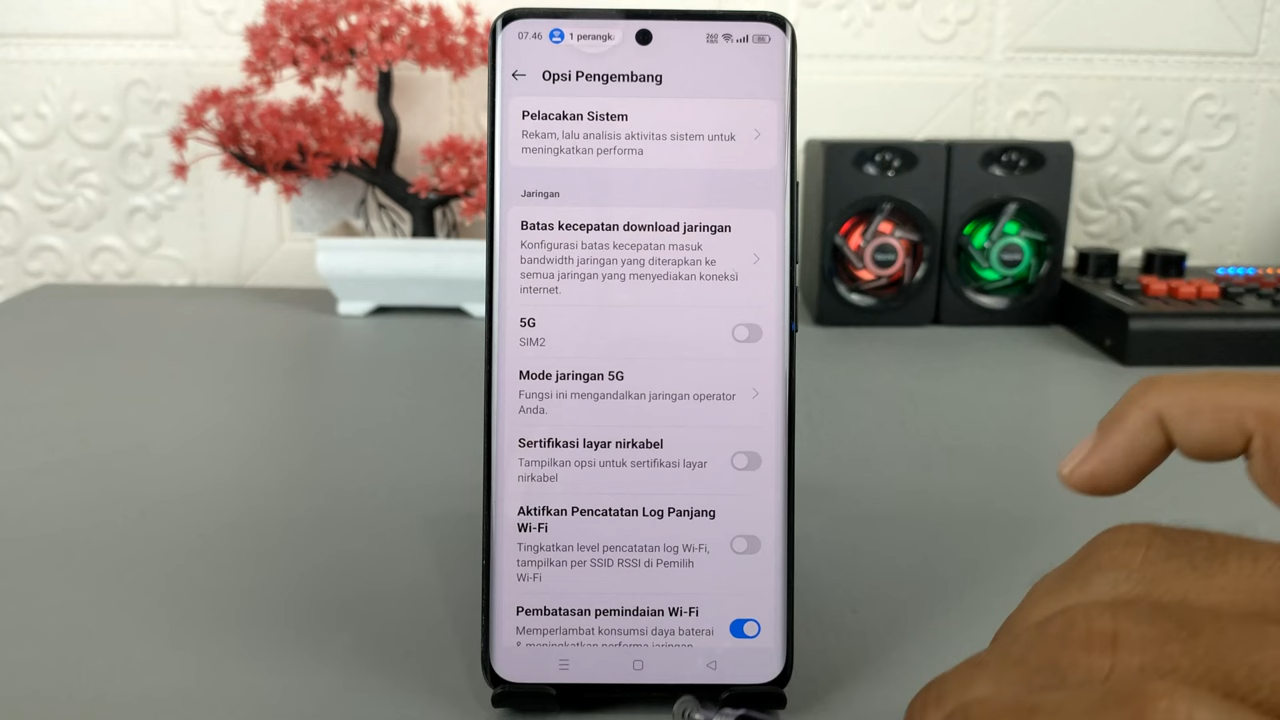 07.46 1 perangk
Opsi Pengembang
Pelacakan Sistem
Rekam, lalu analisis aktivitas sistem untuk
meningkatkan performa
Jaringan
Batas kecepatan download jaringan
Konfigurasi batas kecepatan masuk
bandwidth jaringan yang diterapkan ke
semua jaringan yang menyediakan koneksi
internet.
5G
SIM2
Mode jaringan 5G
Fungsi ini mengandalkan jaringan operator
Anda.
Sertifikasi layar nirkabel
Tampilkan opsi untuk sertifikasi layar
nirkabel
Aktifkan Pencatatan Log Panjang
Wi-Fi
Tingkatkan level pencatatan log Wi-Fi,
tampilkan per SSID RSSI di Pemilih
Wi-Fi
Pembatasan pemindaian Wi-Fi
Memperlambat konsumsi daya baterai
& meningkatkan performa jaringan